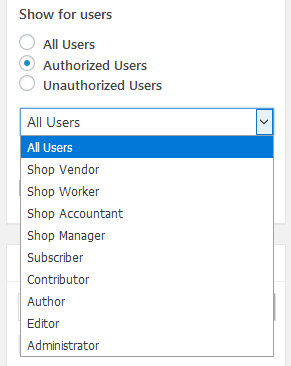 Show for users
All Users
Authorized Users
Unauthorized Users
All Users
All Users
Shop Vendor
Shop Worker
Shop Accountant
Shop Manager
Subscriber
Contributor
Author
Editor
Administrator